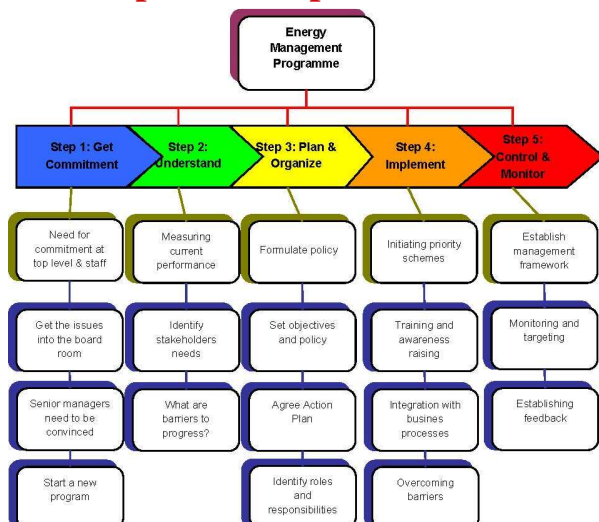 Energy
Management
Programme
Step 1: Get
Commitment
Step 2:
Understand
Step 3: Plan &
Organize
Step 4:
Implement
Step 5:
Control &
Monitor
Need for
commitment at
top level & staff
Measuring
current
performance
Formulate policy
Initiating priority
schemes
Establish
management
framework
Get the issues
into the board
room
Identify
stakeholders
needs
Set objectives
and policy
Training and
awareness
raising
Monitoring and
targeting
Senior managers
need to be
convinced
What are
barriers to
progress?
Agree Action
Plan
Integration with
busines
processes
Establishing
feedback
Start a new
program
Identify roles
and
responsibilities
Overcoming
barriers